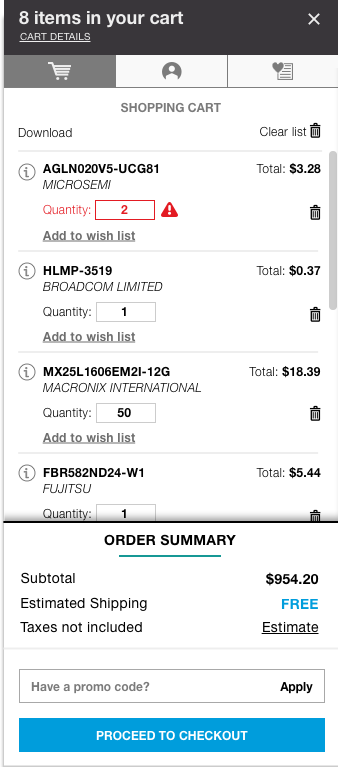 8 items in your cart
CART DETAILS
SHOPPING CART
Download Clear list
AGLN020V5-UCG81 Total: $3.28
MICROSEMI
Quantity: 2
Add to wish list
HLMP-3519 Total: $0.37
BROADCOM LIMITED
Quantity: 1
Add to wish list
MX25L1606EM2I-12G Total: $18.39
MACRONIX INTERNATIONAL
Quantity: 50
Add to wish list
FBR582ND24-W1 Total: $5.44
FUJITSU
Quantity: 1
ORDER SUMMARY
Subtotal $954.20
Estimated Shipping FREE
Taxes not included Estimate
Have a promo code? Apply
PROCEED TO CHECKOUT